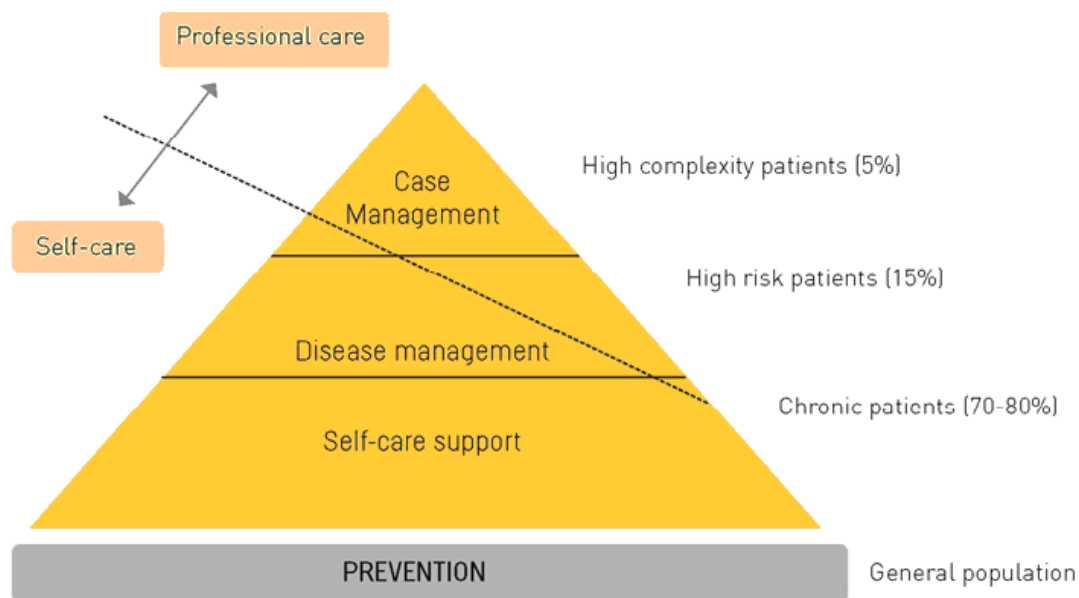 Professional care
Self-care
Case
Management
High complexity patients (5%)
High risk patients (15%)
Disease management
Chronic patients (70-80%)
Self-care support
PREVENTION
General population